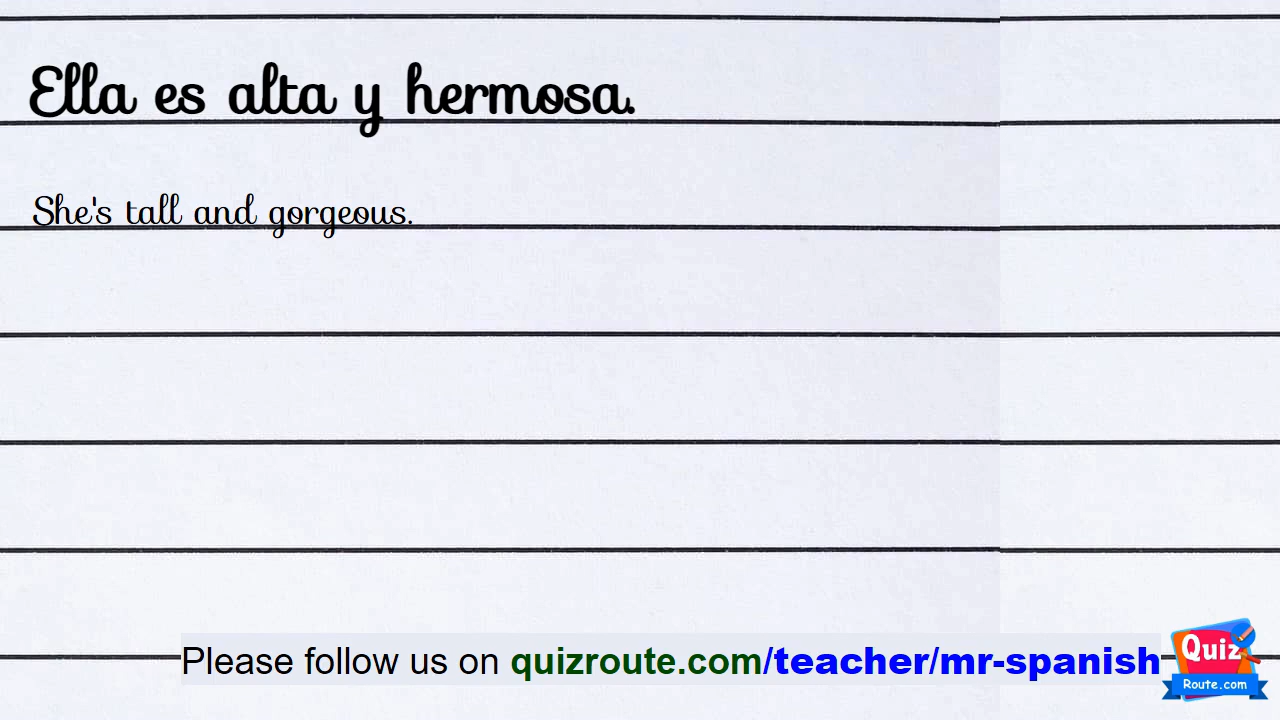 Ella es alta y hermosa.
She's tall and gorgeous.
Please follow us on quizroute.com/teacher/mr-spanish
Quiz
Route.com